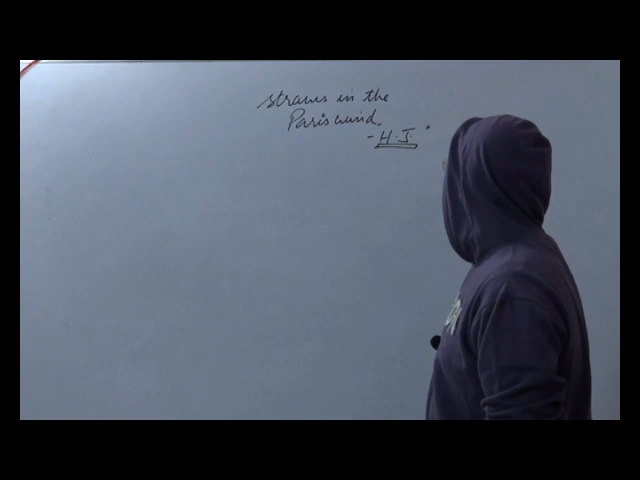 Straws in the
Paris wind.
- H. J.